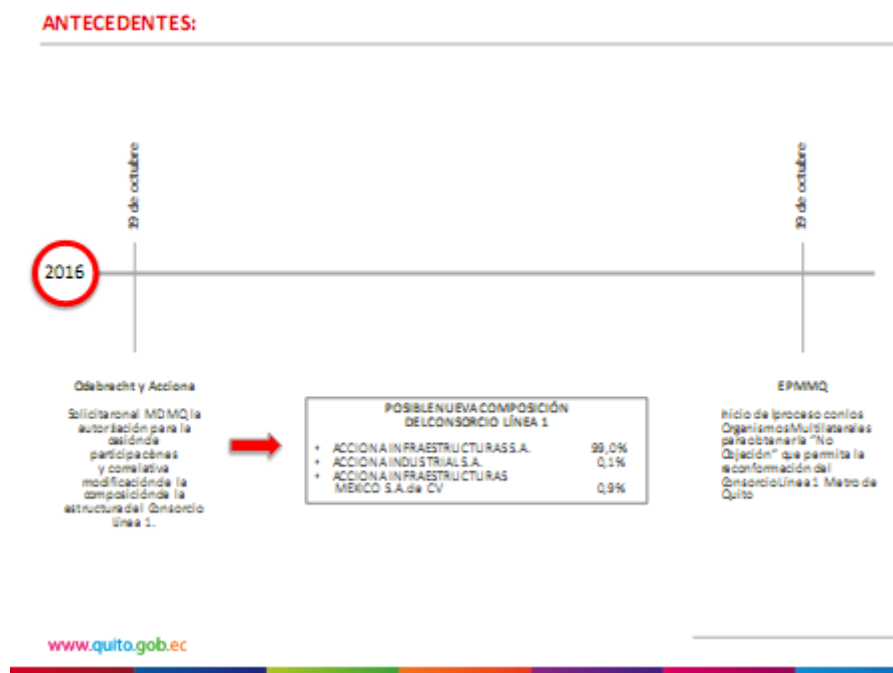 ANTECEDENTES:
19 de octubre
19 de octubre
2016
Odebrecht y Acciona
Solicitaron al MDMQ la
autorización para la
cesión de
participaciones
y correlativa
modificación de la
composición de la
estructura del Consorcio
Línea 1.
POSIBLE NUEVA COMPOSICIÓN
DEL CONSORCIO LÍNEA 1
• ACCIONA INFRAESTRUCTURAS S.A. 99,0%
• ACCIONA INDUSTRIAL S.A. 0,1%
• ACCIONA INFRAESTRUCTURAS
MÉXICO S.A. de CV 0,9%
EPMMQ
Inicio del proceso con los
Organismos Multilaterales
para obtener la "No
Objeción" que permita la
reconformación del
Consorcio Línea 1 Metro de
Quito
www.quito.gob.ec